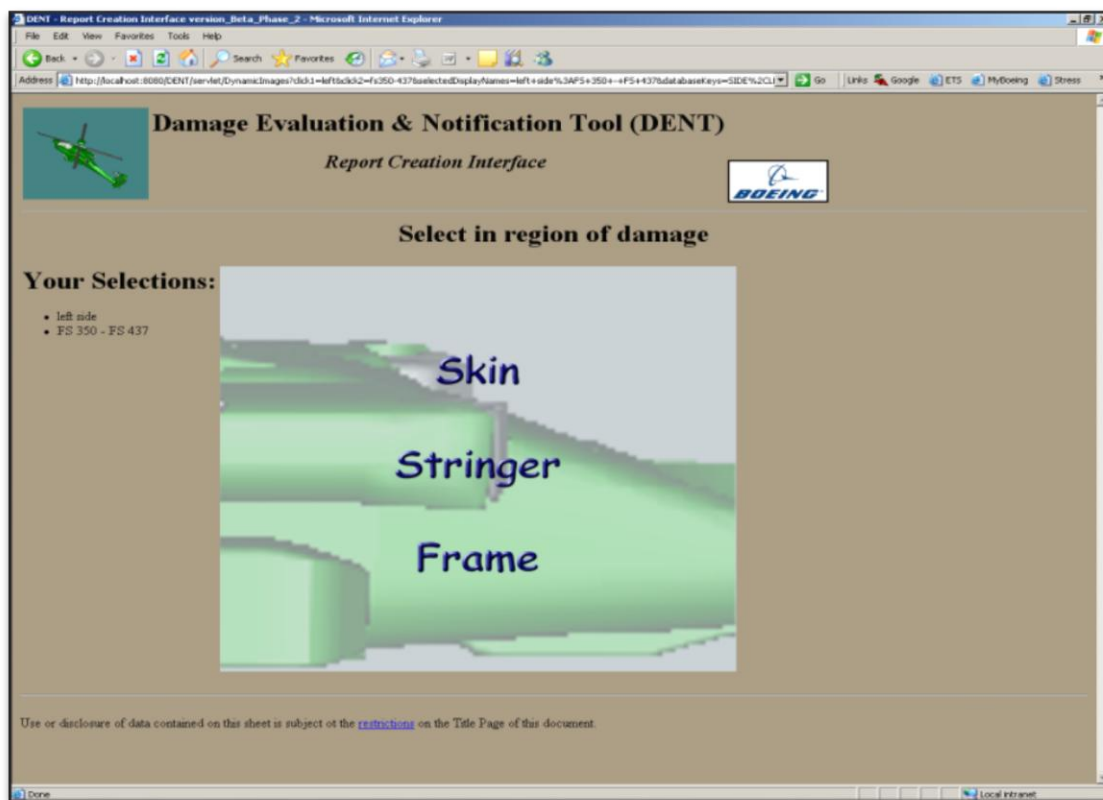 DENT - Report Creation Interface version_Beta_Phase_2 - Microsoft Internet Explorer
File Edit View Favorites Tools Help
Back Search Favorites
Address http://localhost:8080/DENT/servlet/DynamicImages?click1=left&click2=fs350-437&selectedDisplayNames=left+side%3AFS+350+-+FS+437&databaseKeys=SIDE%2CL Go Links Google ETS MyBoeing Stress
Damage Evaluation & Notification Tool (DENT)
Report Creation Interface
BOEING
Select in region of damage
Your Selections:
• left side
• FS 350 - FS 437
Skin
Stringer
Frame
Use or disclosure of data contained on this sheet is subject ot the restrictions on the Title Page of this document.
Done Local intranet